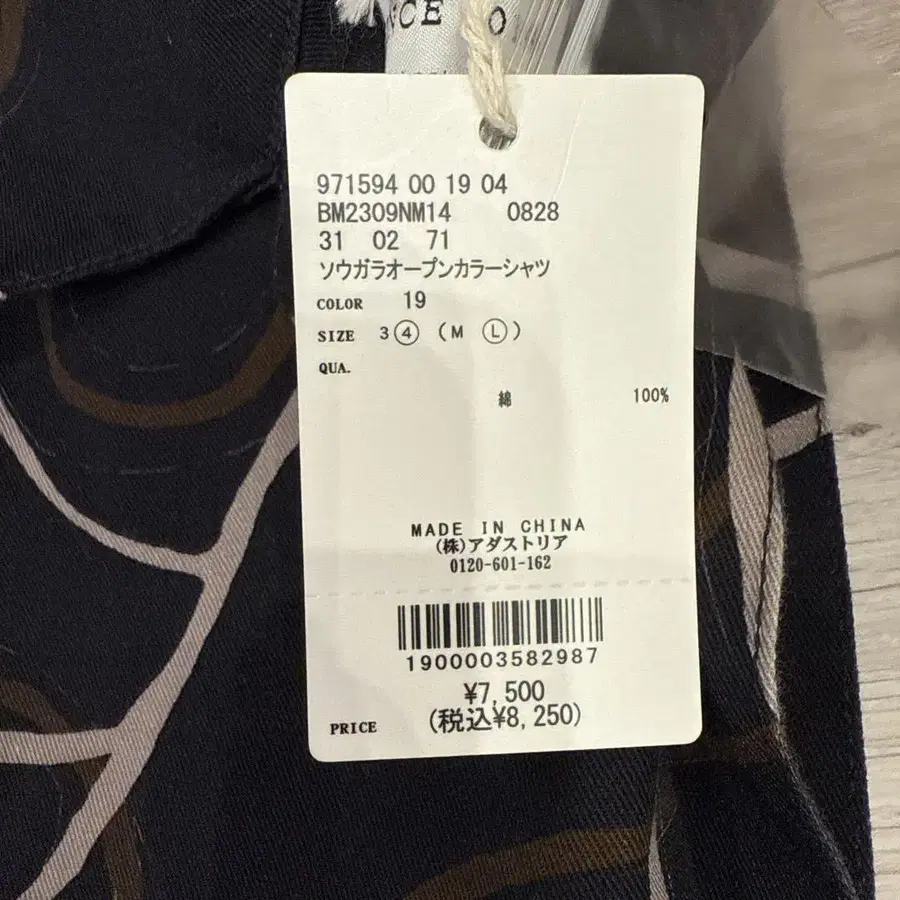 971594 00 19 04
BM2309NM14 0828
31 02 71
ソウガラオープンカラーシャツ
COLOR 19
SIZE 3④ (M Ⓛ)
QUA.
綿 100%
MADE IN CHINA
(株)アダストリア
0120-601-162
1900003582987
¥7,500
PRICE (税込¥8,250)